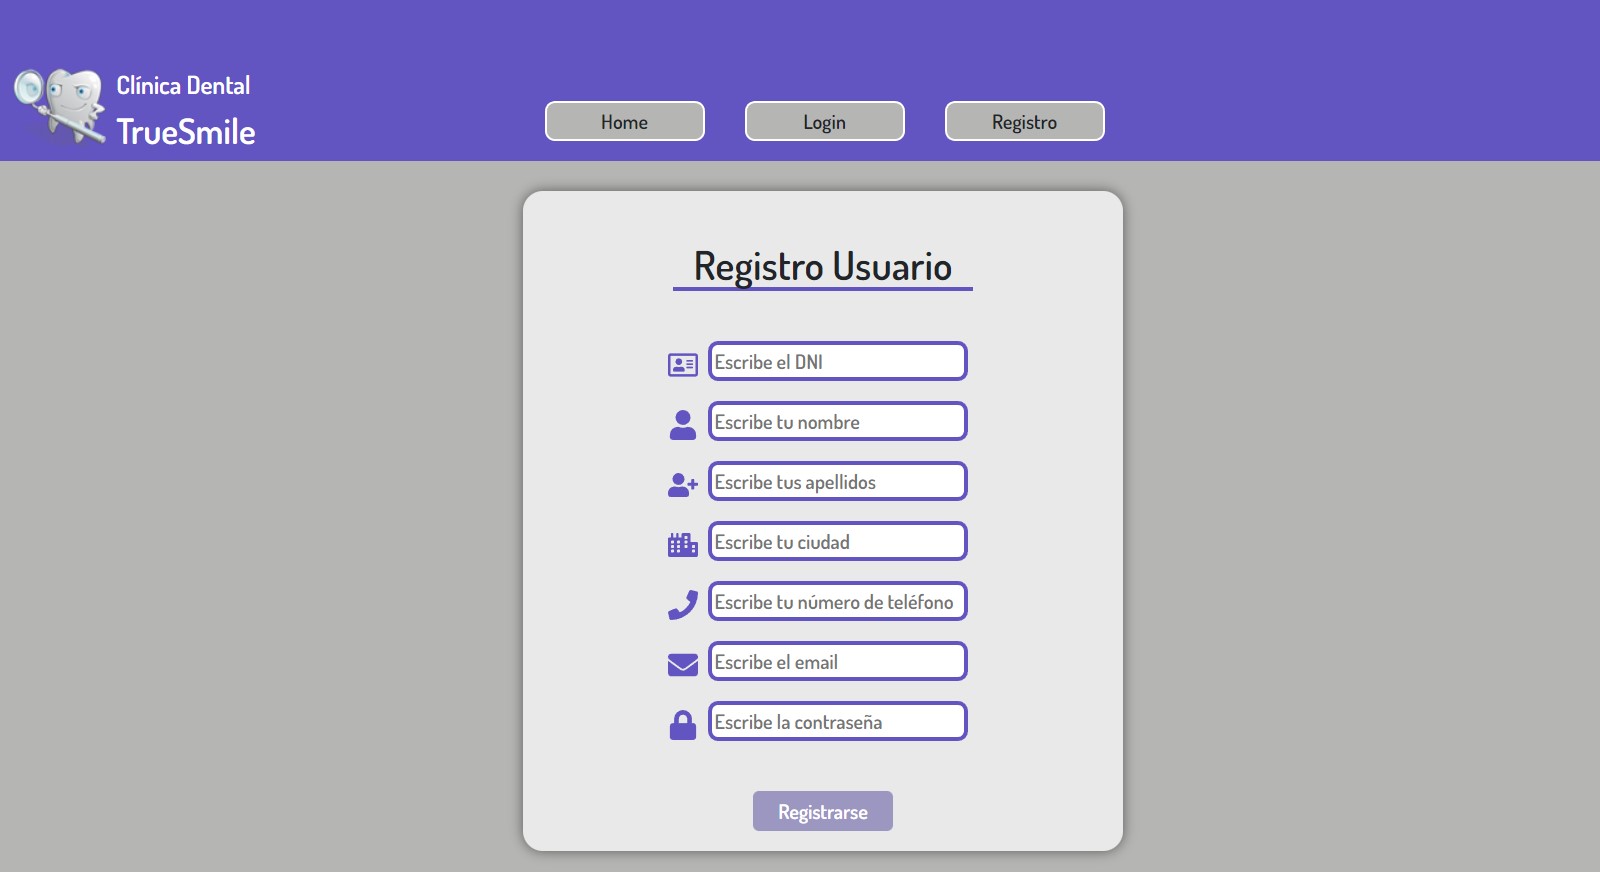 Clínica Dental
TrueSmile
Home
Login
Registro
Registro Usuario
Escribe el DNI
Escribe tu nombre
Escribe tus apellidos
Escribe tu ciudad
Escribe tu número de teléfono
Escribe el email
Escribe la contraseña
Registrarse